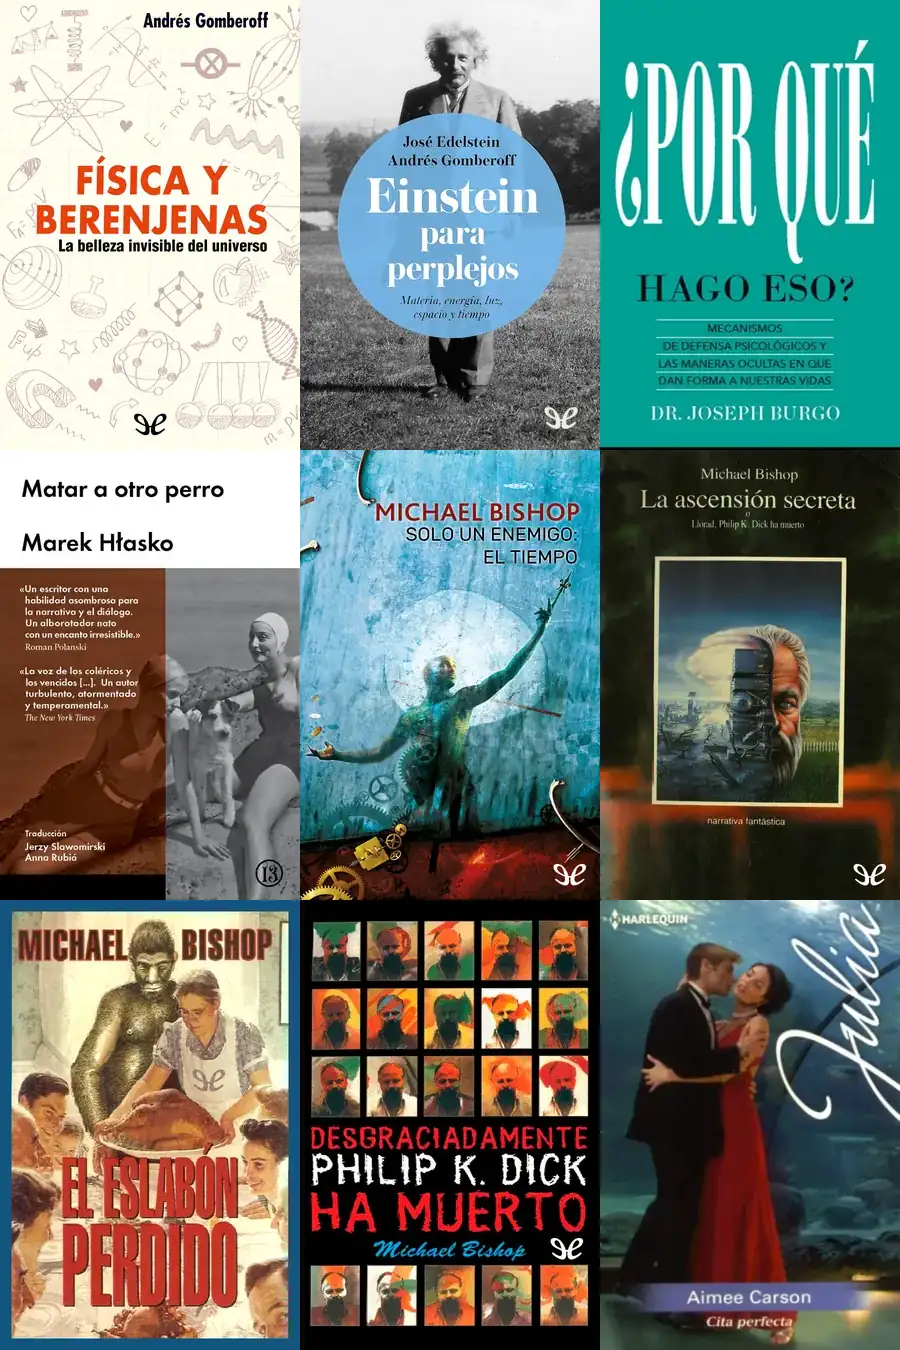 Andrés Gomberoff
FÍSICA Y
BERENJENAS
La belleza invisible del universo
José Edelstein
Andrés Gomberoff
Einstein
para
perplejos
Materia, energía, luz,
espacio y tiempo
¿POR QUÉ
HAGO ESO?
MECANISMOS
DE DEFENSA PSICOLÓGICOS Y
LAS MANERAS OCULTAS EN QUE
DAN FORMA A NUESTRAS VIDAS
DR. JOSEPH BURGO
Matar a otro perro
Marek Hłasko
«Un escritor con una
habilidad asombrosa para
la narrativa y el diálogo.
Un alborotador nato
con un encanto irresistible.»
Roman Polanski
«La voz de los coléricos y
los vencidos [...]. Un autor
turbulento, atormentado
y temperamental.»
The New York Times
Traducción
Jerzy Slawomirski
Anna Rubió
13
MICHAEL BISHOP
SOLO UN ENEMIGO:
EL TIEMPO
Michael Bishop
La ascensión secreta
o
Llorad, Philip K. Dick ha muerto
narrativa fantástica
MICHAEL BISHOP
EL ESLABÓN
PERDIDO
DESGRACIADAMENTE
PHILIP K. DICK
HA MUERTO
Michael Bishop
HARLEQUIN
Julia
Aimee Carson
Cita perfecta